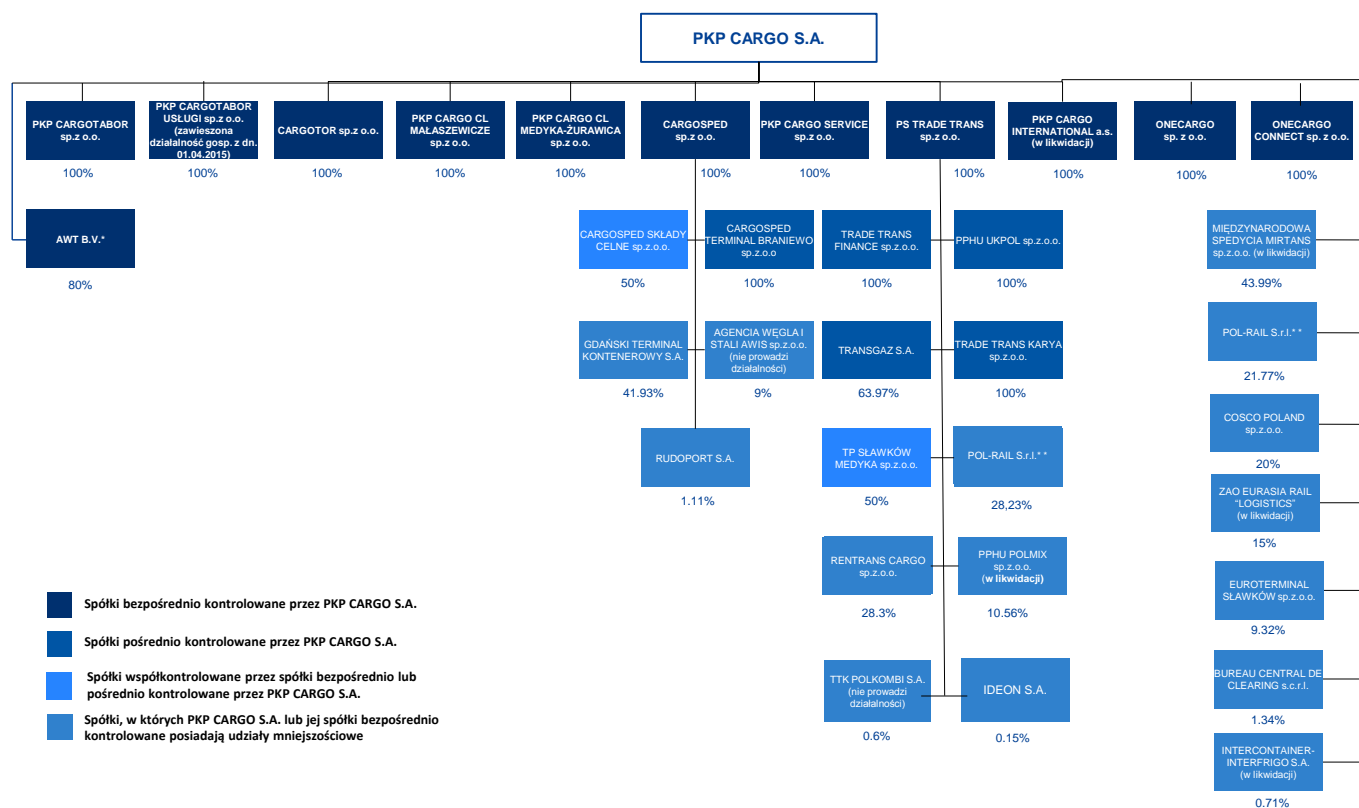 PKP CARGO S.A.
PKP CARGOTABOR
sp.z o.o.
100%
PKP CARGOTABOR
USŁUGI sp.z o.o.
(zawieszona
działalność gosp. z dn.
01.04.2015)
100%
CARGOTOR sp.z o.o.
100%
PKP CARGO CL
MAŁASZEWICZE
sp.z o.o.
100%
PKP CARGO CL
MEDYKA-ŻURAWICA
sp.z o.o.
100%
CARGOSPED
sp.z o.o.
100%
PKP CARGO SERVICE
sp.z o.o.
100%
PS TRADE TRANS
sp.z o.o.
100%
PKP CARGO
INTERNATIONAL a.s.
(w likwidacji)
100%
ONECARGO
sp. z o.o.
100%
ONECARGO
CONNECT sp. z o.o.
100%
AWT B.V.*
80%
CARGOSPED SKŁADY
CELNE sp.z.o.o.
50%
CARGOSPED
TERMINAL BRANIEWO
sp.z.o.o
100%
TRADE TRANS
FINANCE sp.z.o.o.
100%
PPHU UKPOL sp.z.o.o.
100%
MIĘDZYNARODOWA
SPEDYCIA MIRTANS
sp.z.o.o. (w likwidacji)
43.99%
GDAŃSKI TERMINAL
KONTENEROWY S.A.
41.93%
AGENCIA WĘGLA I
STALI AWIS sp.z.o.o.
(nie prowadzi
działalności)
9%
TRANSGAZ S.A.
63.97%
TRADE TRANS KARYA
sp.z.o.o.
100%
POL-RAIL S.r.l.* *
21.77%
RUDOPORT S.A.
1.11%
TP SŁAWKÓW
MEDYKA sp.z.o.o.
50%
POL-RAIL S.r.l.* *
28,23%
COSCO POLAND
sp.z.o.o.
20%
ZAO EURASIA RAIL
“LOGISTICS”
(w likwidacji)
15%
RENTRANS CARGO
sp.z.o.o.
28.3%
PPHU POLMIX
sp.z.o.o.
(w likwidacji)
10.56%
EUROTERMINAL
SŁAWKÓW sp.z.o.o.
9.32%
TTK POLKOMBI S.A.
(nie prowadzi
działalności)
0.6%
IDEON S.A.
0.15%
BUREAU CENTRAL DE
CLEARING s.c.r.l.
1.34%
INTERCONTAINER-
INTERFRIGO S.A.
(w likwidacji)
0.71%
Spółki bezpośrednio kontrolowane przez PKP CARGO S.A.
Spółki pośrednio kontrolowane przez PKP CARGO S.A.
Spółki współkontrolowane przez spółki bezpośrednio lub
pośrednio kontrolowane przez PKP CARGO S.A.
Spółki, w których PKP CARGO S.A. lub jej spółki bezpośrednio
kontrolowane posiadają udziały mniejszościowe